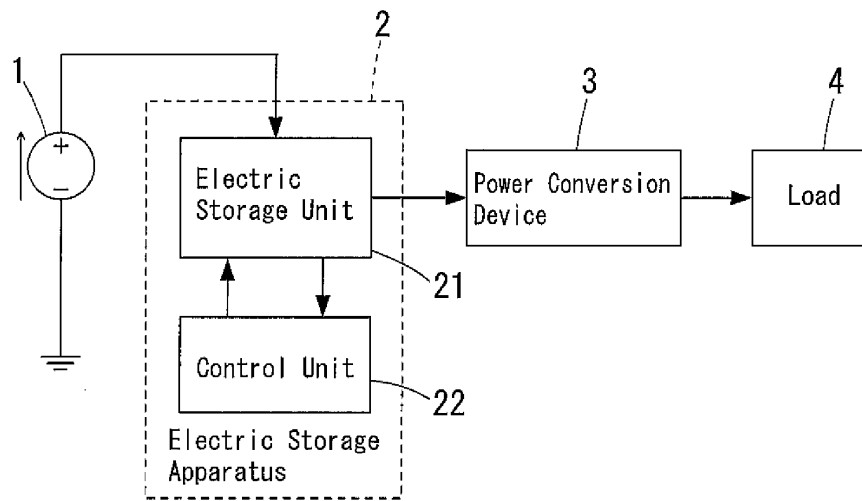 2
1
3
4
+
−
Electric
Storage Unit
Power Conversion
Device
Load
21
Control Unit
22
Electric Storage
Apparatus